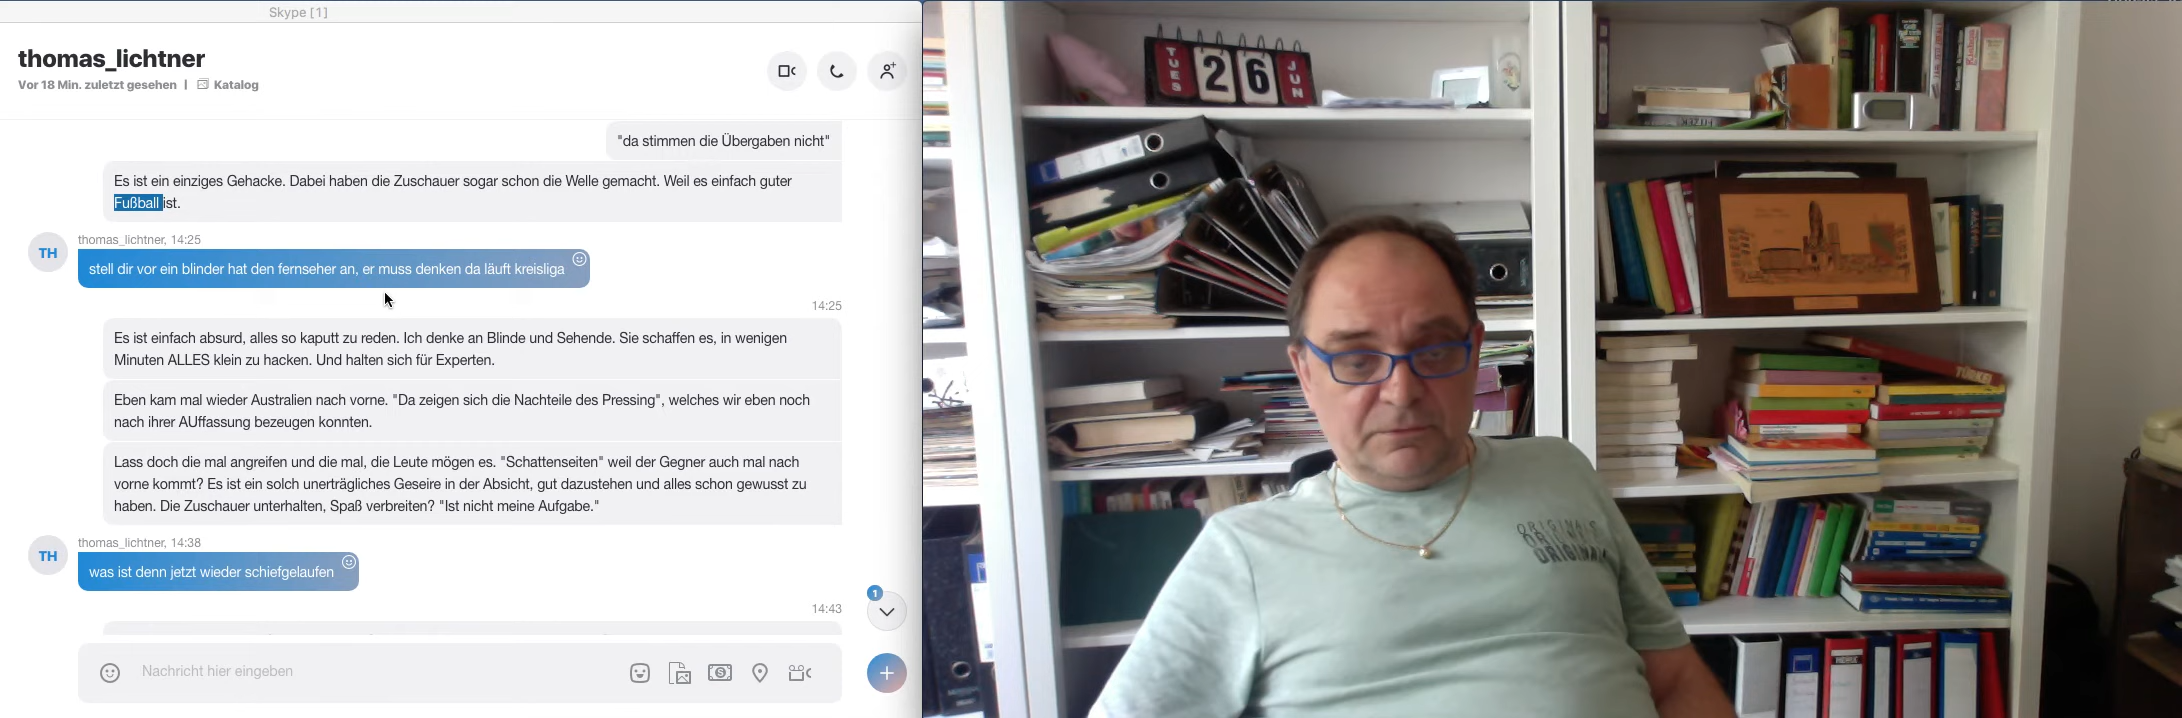 Skype [1]
thomas_lichtner
Vor 18 Min. zuletzt gesehen | Katalog
"da stimmen die Übergaben nicht"
Es ist ein einziges Gehacke. Dabei haben die Zuschauer sogar schon die Welle gemacht. Weil es einfach guter
Fußball ist.
thomas_lichtner, 14:25
TH
stell dir vor ein blinder hat den fernseher an, er muss denken da läuft kreisliga
14:25
Es ist einfach absurd, alles so kaputt zu reden. Ich denke an Blinde und Sehende. Sie schaffen es, in wenigen
Minuten ALLES klein zu hacken. Und halten sich für Experten.
Eben kam mal wieder Australien nach vorne. "Da zeigen sich die Nachteile des Pressing", welches wir eben noch
nach ihrer AUffassung bezeugen konnten.
Lass doch die mal angreifen und die mal, die Leute mögen es. "Schattenseiten" weil der Gegner auch mal nach
vorne kommt? Es ist ein solch unerträgliches Geseire in der Absicht, gut dazustehen und alles schon gewusst zu
haben. Die Zuschauer unterhalten, Spaß verbreiten? "Ist nicht meine Aufgabe."
thomas_lichtner, 14:38
TH
was ist denn jetzt wieder schiefgelaufen
1
14:43
Nachricht hier eingeben
TUES 26 JUN
FITZEK
TÜRKEI
ORIGINALS
ORIGINALS
ORIGINALS